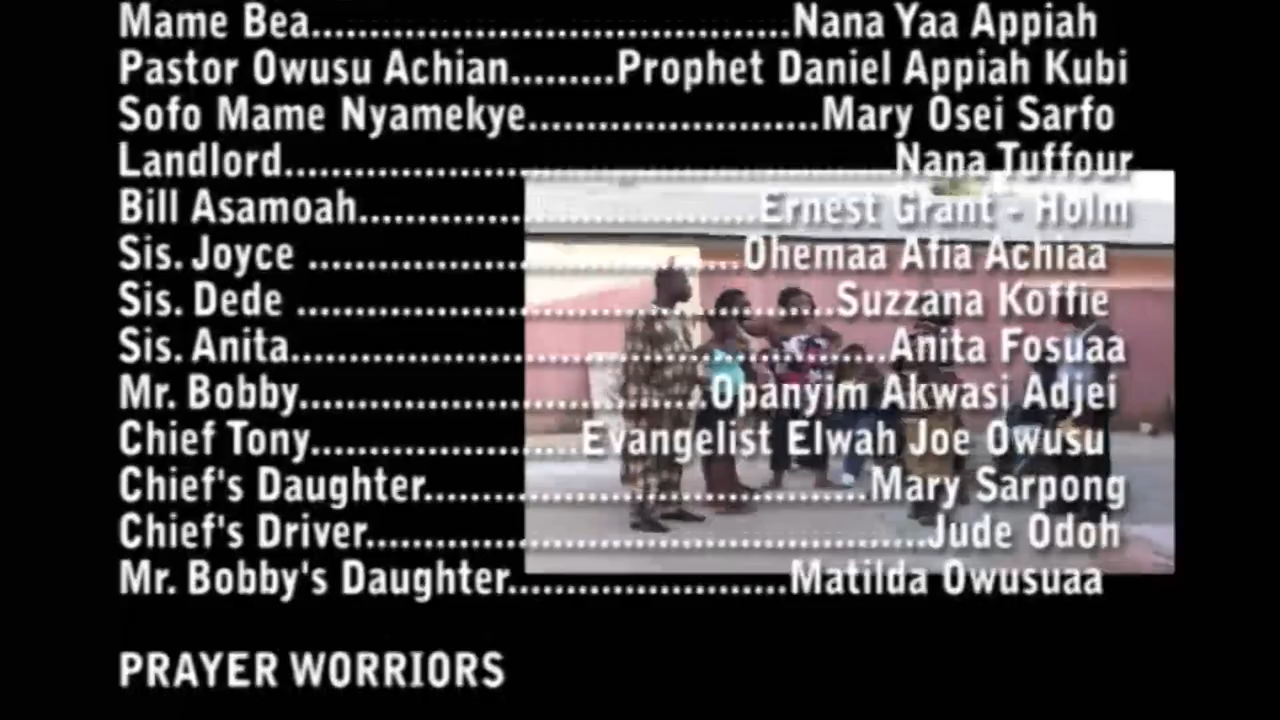 Mame Bea.........................................Nana Yaa Appiah
Pastor Owusu Achian.........Prophet Daniel Appiah Kubi
Sofo Mame Nyamekye.........................Mary Osei Sarfo
Landlord....................................................Nana Tuffour
Bill Asamoah..................................Ernest Grant - Holm
Sis. Joyce .....................................Ohemaa Afia Achiaa
Sis. Dede ..............................................Suzzana Koffie
Sis. Anita...................................................Anita Fosuaa
Mr. Bobby...................................Opanyim Akwasi Adjei
Chief Tony.......................Evangelist Elwah Joe Owusu
Chief's Daughter......................................Mary Sarpong
Chief's Driver................................................Jude Odoh
Mr. Bobby's Daughter........................Matilda Owusuaa
PRAYER WORRIORS